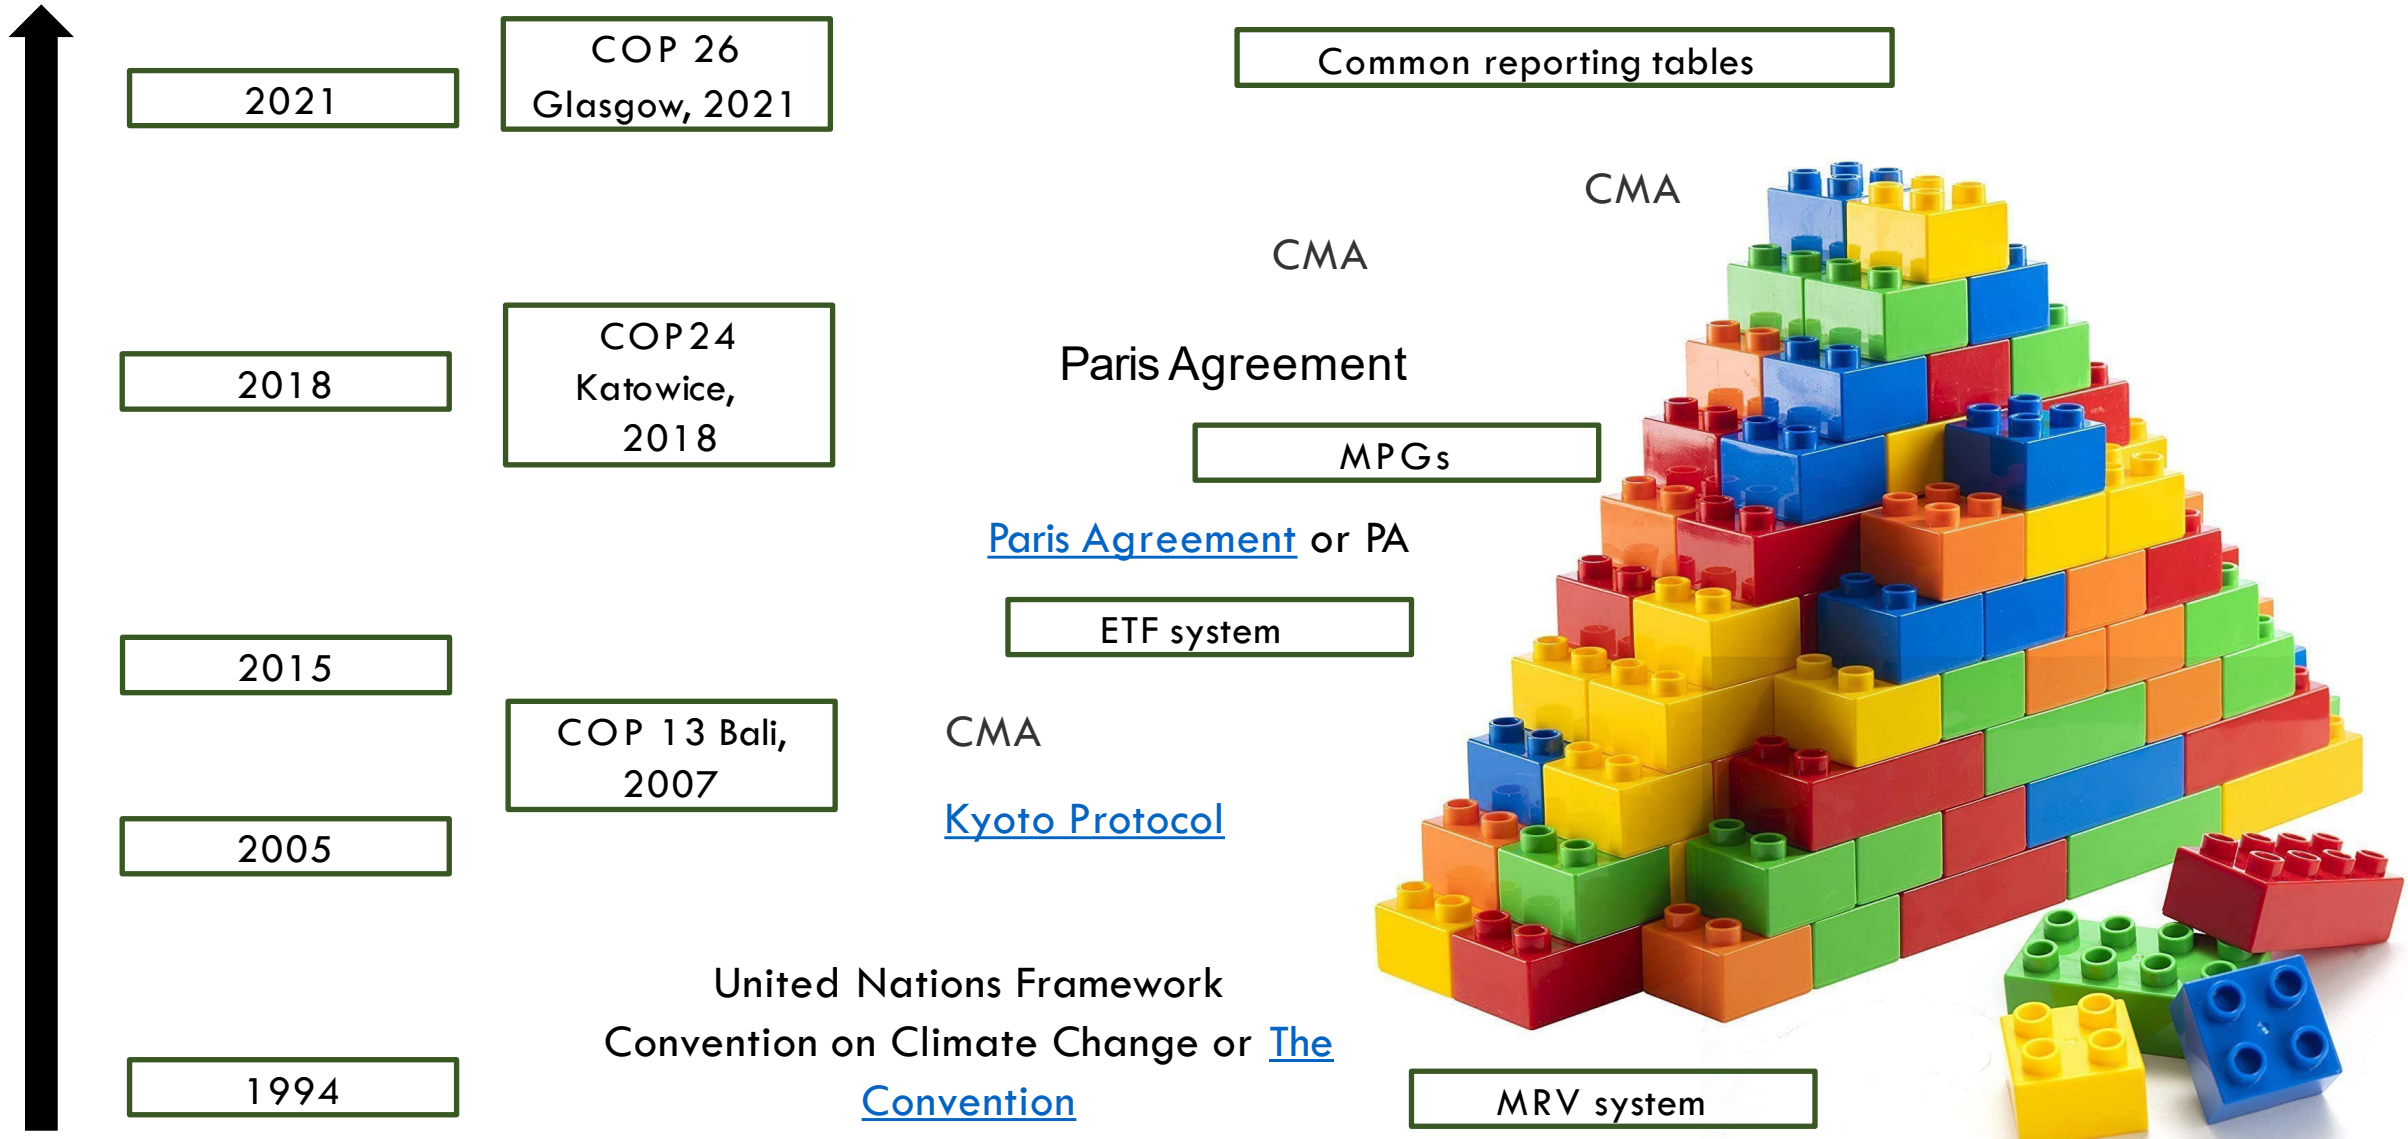 COP 26
Glasgow, 2021
Common reporting tables
2021
CMA
CMA
COP24
Katowice,
2018
2018
Paris Agreement
MPGs
Paris Agreement or PA
ETF system
2015
COP 13 Bali,
2007
CMA
Kyoto Protocol
2005
United Nations Framework
Convention on Climate Change or The
Convention
1994
MRV system